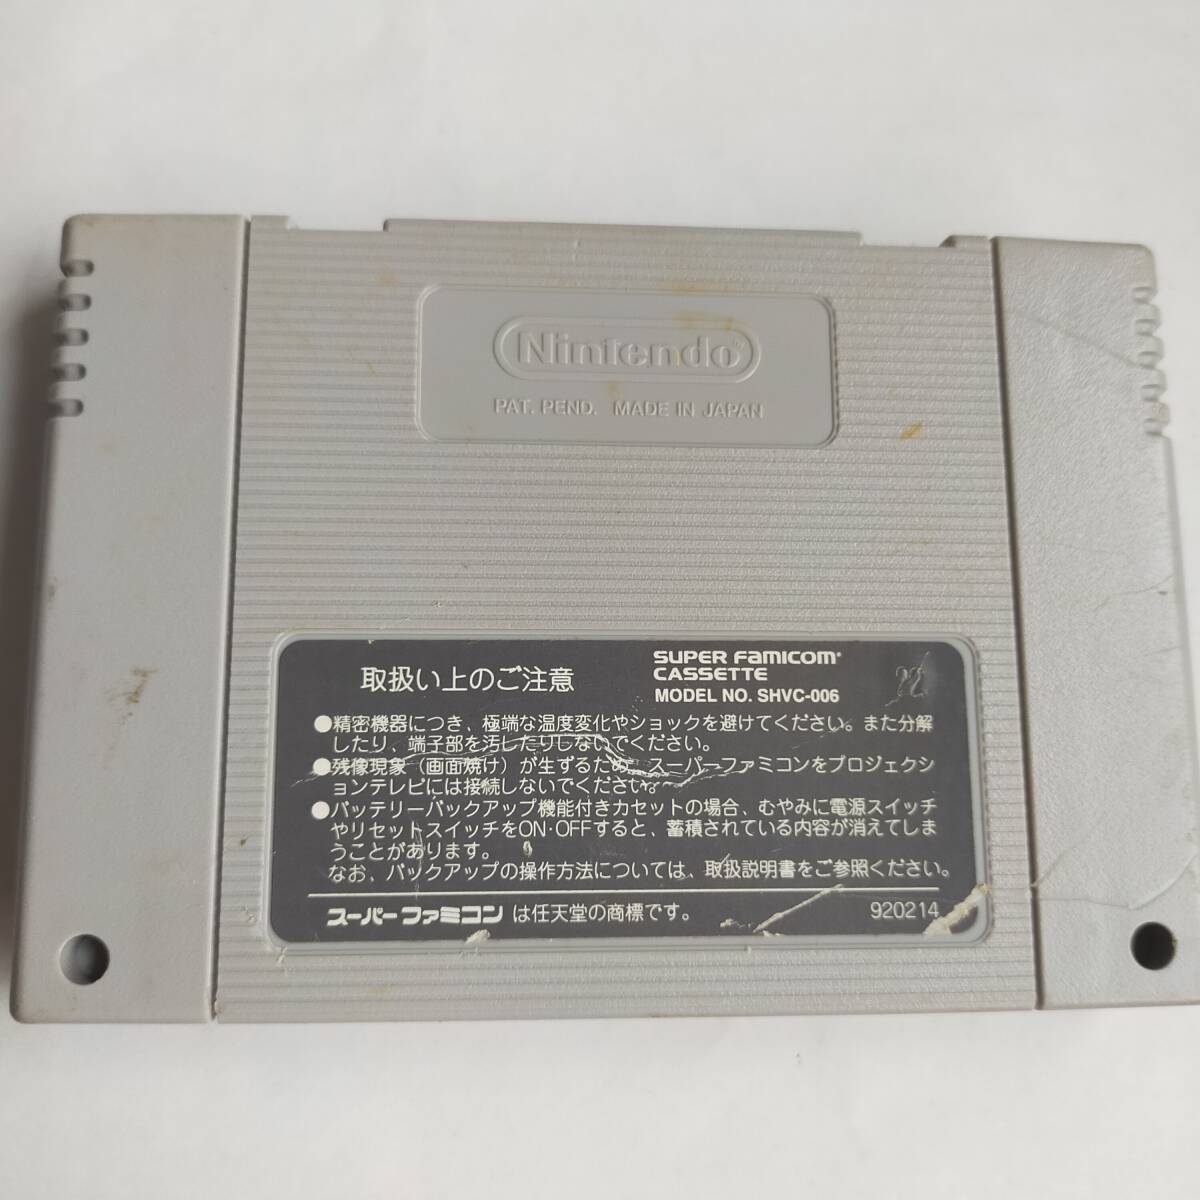 Nintendo
PAT. PEND. MADE IN JAPAN
取扱い上のご注意
SUPER FAMICOM
CASSETTE
MODEL NO. SHVC-006
22
●精密機器につき、極端な温度変化やショックを避けてください。また分解
したり、端子部を汚したりしないでください。
●残像現象（画面焼け）が生ずるため、スーパーファミコンをプロジェクシ
ョンテレビには接続しないでください。
●バッテリーバックアップ機能付きカセットの場合、むやみに電源スイッチ
やリセットスイッチをON・OFFすると、蓄積されている内容が消えてしま
うことがあります。
なお、バックアップの操作方法については、取扱説明書をご参照ください。
スーパーファミコンは任天堂の商標です。
920214